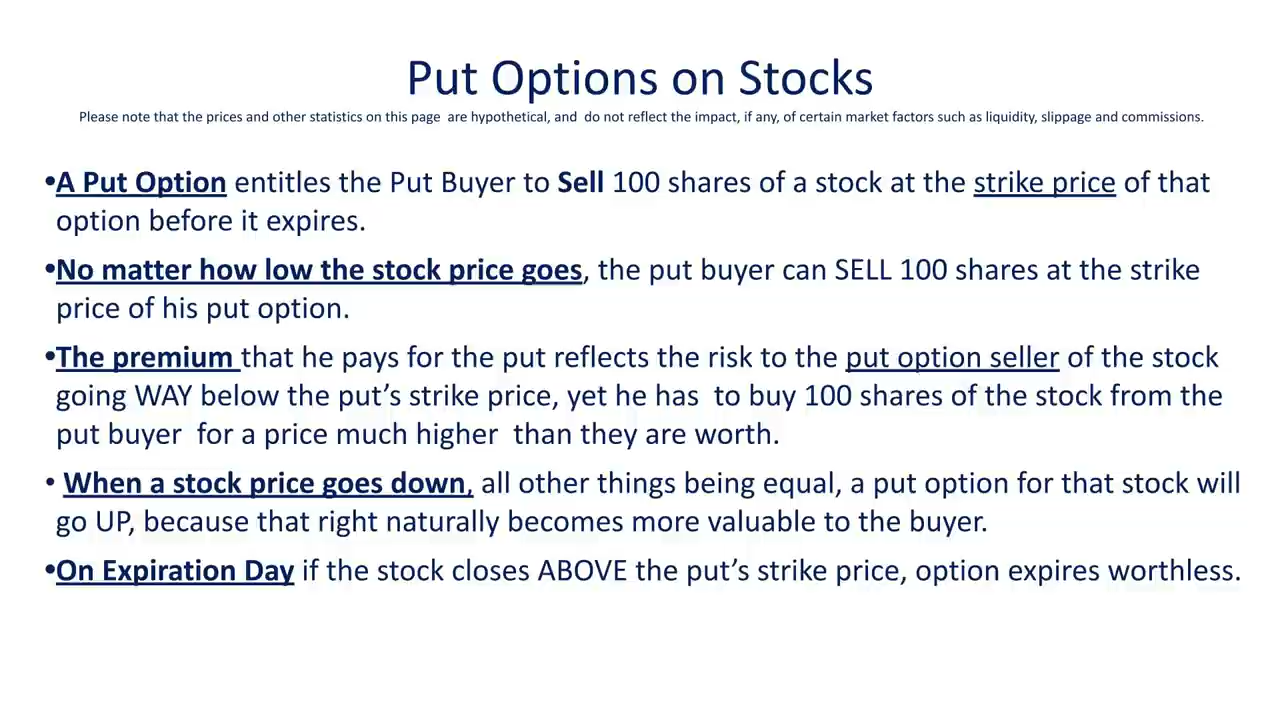 Put Options on Stocks
Please note that the prices and other statistics on this page  are hypothetical, and  do not reflect the impact, if any, of certain market factors such as liquidity, slippage and commissions.
•A Put Option entitles the Put Buyer to Sell 100 shares of a stock at the strike price of that
option before it expires.
•No matter how low the stock price goes, the put buyer can SELL 100 shares at the strike
price of his put option.
•The premium that he pays for the put reflects the risk to the put option seller of the stock
going WAY below the put’s strike price, yet he has  to buy 100 shares of the stock from the
put buyer  for a price much higher  than they are worth.
• When a stock price goes down, all other things being equal, a put option for that stock will
go UP, because that right naturally becomes more valuable to the buyer.
•On Expiration Day if the stock closes ABOVE the put’s strike price, option expires worthless.